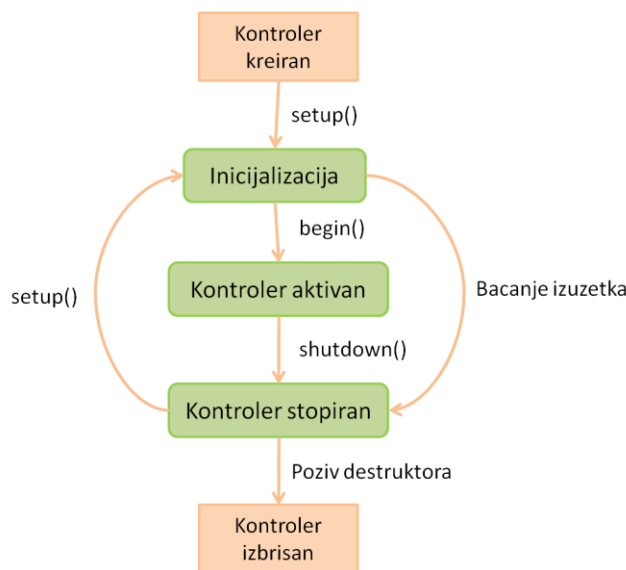 Kontroler
kreiran
setup()
Inicijalizacija
begin()
Kontroler aktivan
setup()
Bacanje izuzetka
shutdown()
Kontroler stopiran
Poziv destruktora
Kontroler
izbrisan